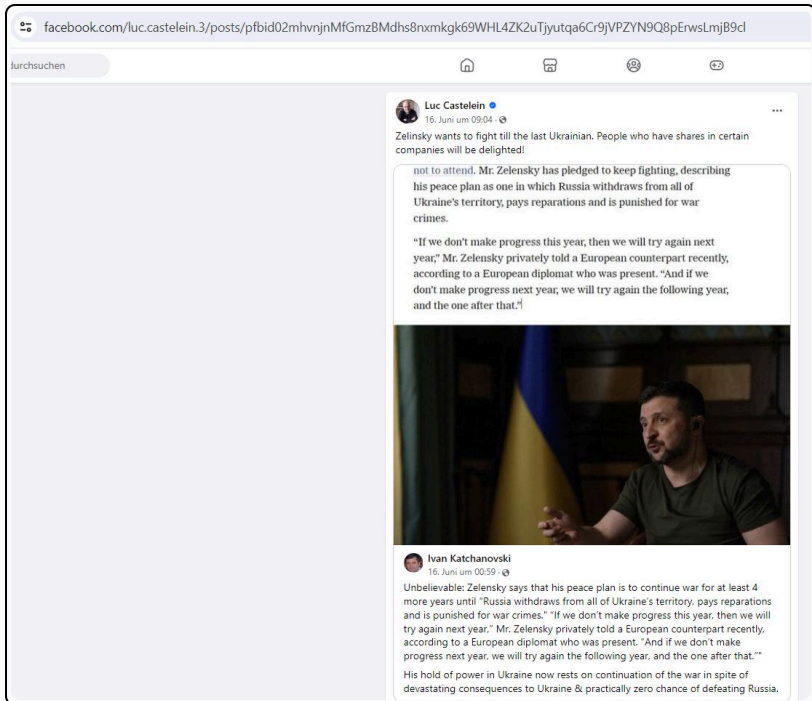 facebook.com/luc.castelein.3/posts/pfbid02mhvnjnMfGmzBMdhs8nxmkgk69WHL4ZK2uTjyutqa6Cr9jVPZYN9Q8pErwsLmjB9cl
durchsuchen
Luc Castelein
16. Juni um 09:04 ·
Zelinsky wants to fight till the last Ukrainian. People who have shares in certain
companies will be delighted!
not to attend. Mr. Zelensky has pledged to keep fighting, describing
his peace plan as one in which Russia withdraws from all of
Ukraine's territory, pays reparations and is punished for war
crimes.
“If we don't make progress this year, then we will try again next
year,” Mr. Zelensky privately told a European counterpart recently,
according to a European diplomat who was present. “And if we
don't make progress next year, we will try again the following year,
and the one after that.”
Ivan Katchanovski
16. Juni um 00:59 ·
Unbelievable: Zelensky says that his peace plan is to continue war for at least 4
more years until “Russia withdraws from all of Ukraine's territory, pays reparations
and is punished for war crimes.” “If we don't make progress this year, then we will
try again next year,” Mr. Zelensky privately told a European counterpart recently,
according to a European diplomat who was present. “And if we don't make
progress next year, we will try again the following year, and the one after that.”"
His hold of power in Ukraine now rests on continuation of the war in spite of
devastating consequences to Ukraine & practically zero chance of defeating Russia.